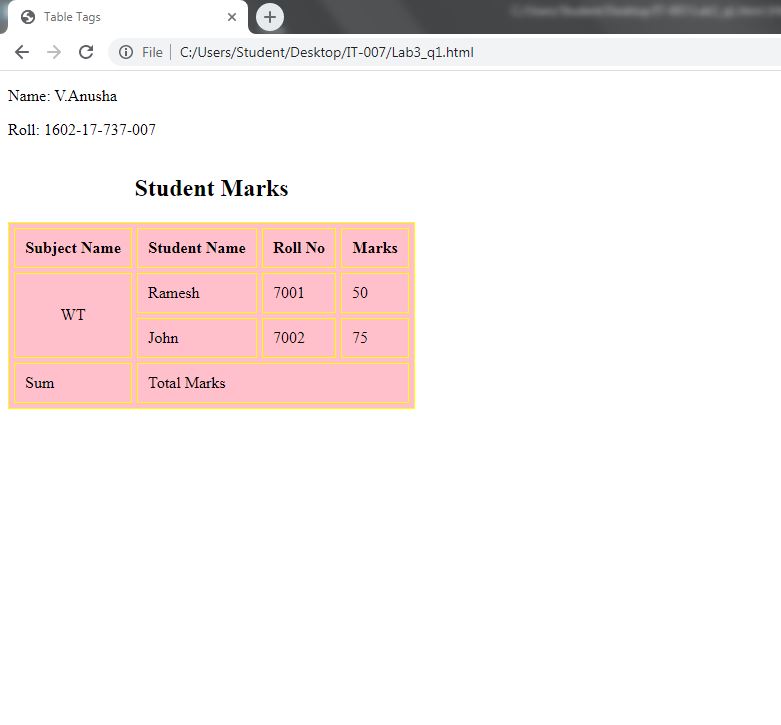 Table Tags
File C:/Users/Student/Desktop/IT-007/Lab3_q1.html
Name: V.Anusha
Roll: 1602-17-737-007
Student Marks
Subject Name Student Name Roll No Marks
WT
Ramesh 7001 50
John 7002 75
Sum Total Marks